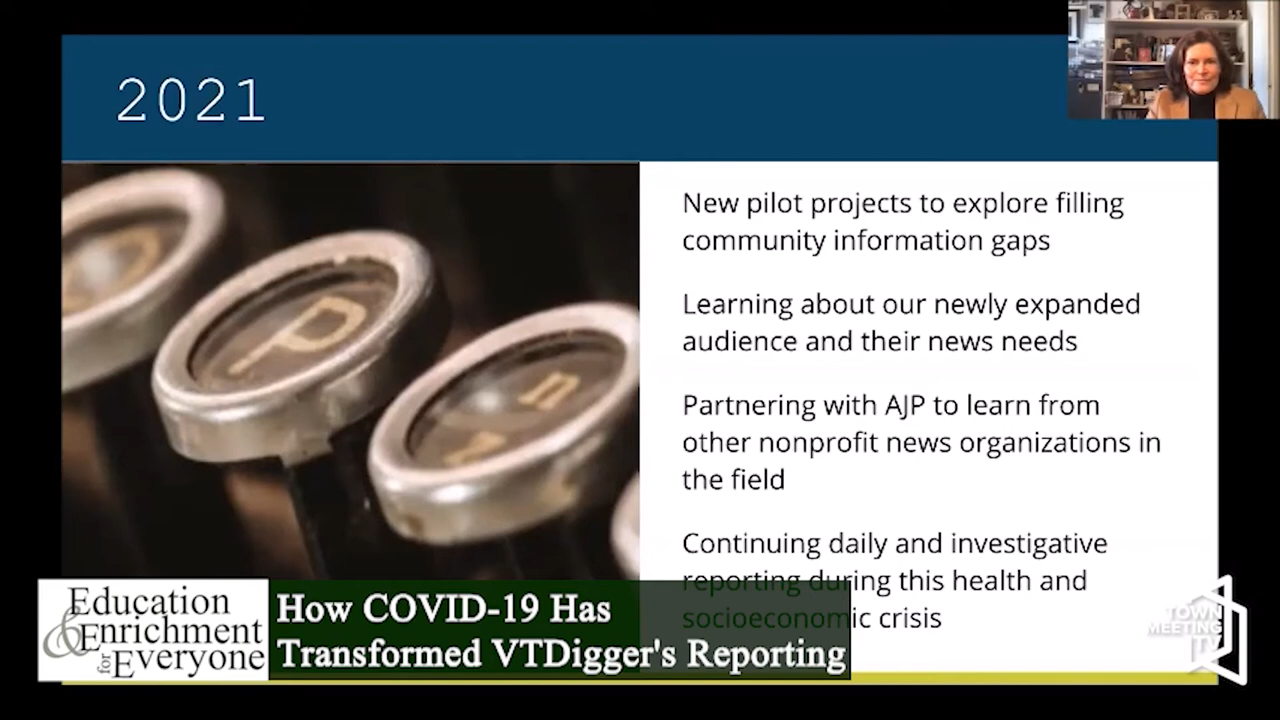 2021
New pilot projects to explore filling
community information gaps
Learning about our newly expanded
audience and their news needs
Partnering with AJP to learn from
other nonprofit news organizations in
the field
Continuing daily and investigative
reporting during this health and
socioeconomic crisis
P
n
Education
& Enrichment
for Everyone
How COVID-19 Has
Transformed VTDigger's Reporting
TOWN
MEETING
TV